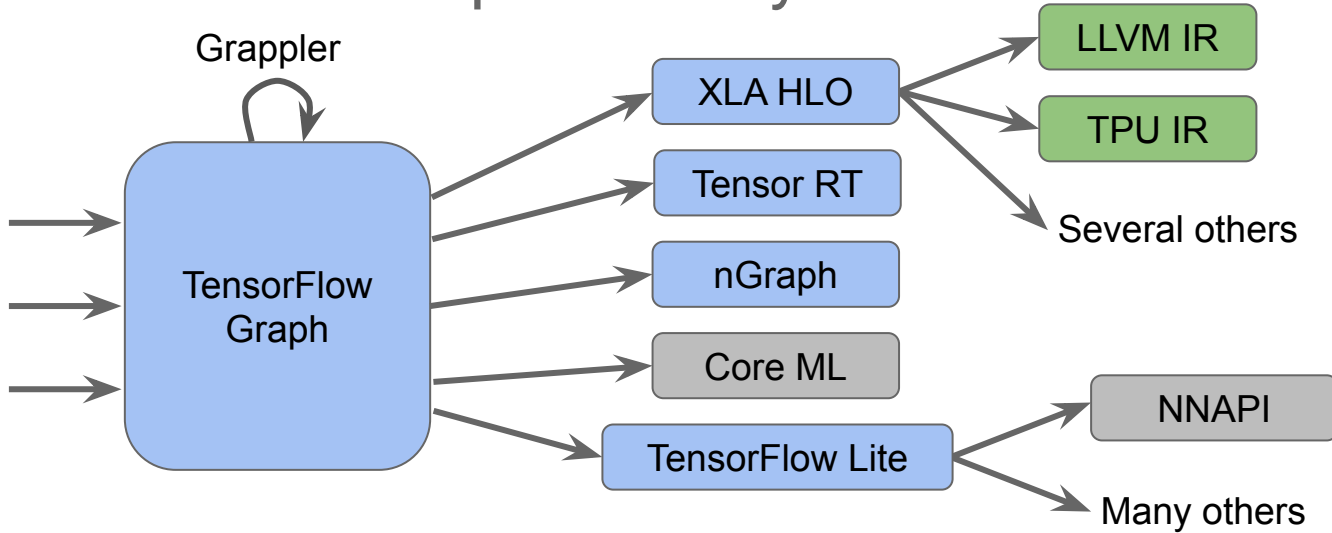 Grappler
TensorFlow
Graph
XLA HLO
Tensor RT
nGraph
Core ML
TensorFlow Lite
LLVM IR
TPU IR
Several others
NNAPI
Many others